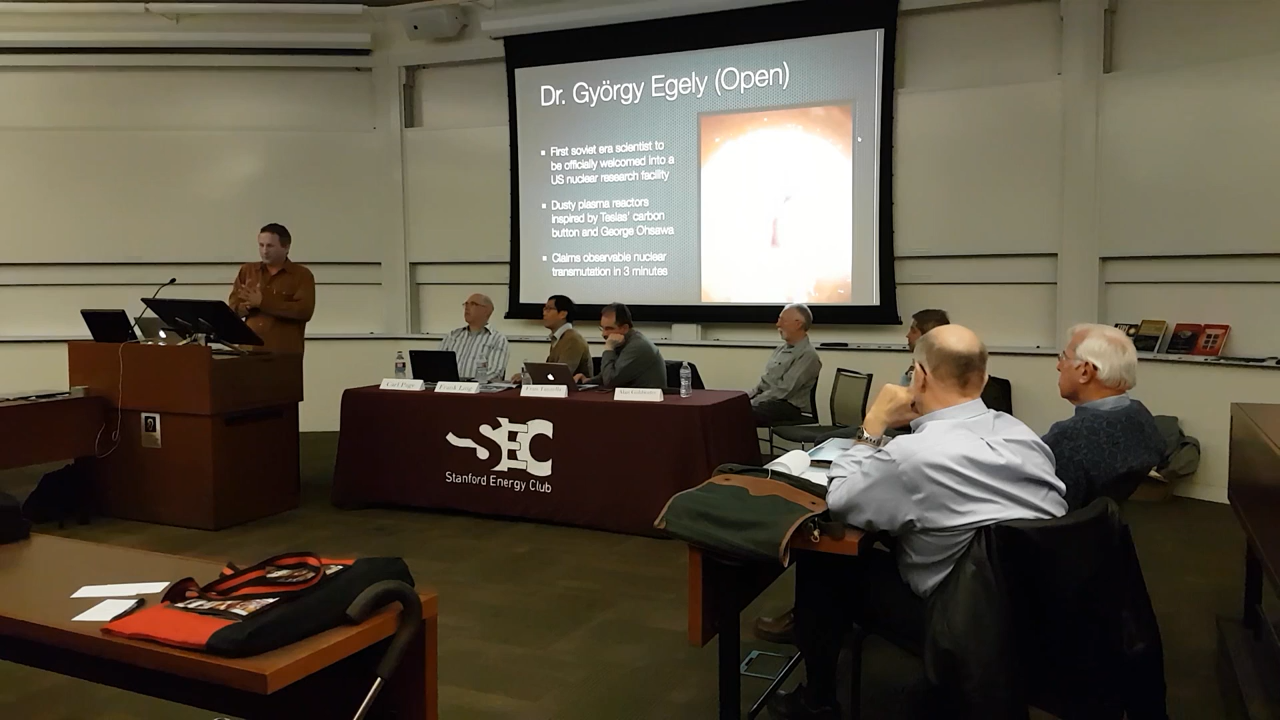 Dr. György Egely (Open)
▪ First soviet era scientist to
be officially welcomed into a
US nuclear research facility
▪ Dusty plasma reactors
inspired by Teslas' carbon
button and George Ohsawa
▪ Claims observable nuclear
transmutation in 3 minutes
Carl Page
SEC
Stanford Energy Club